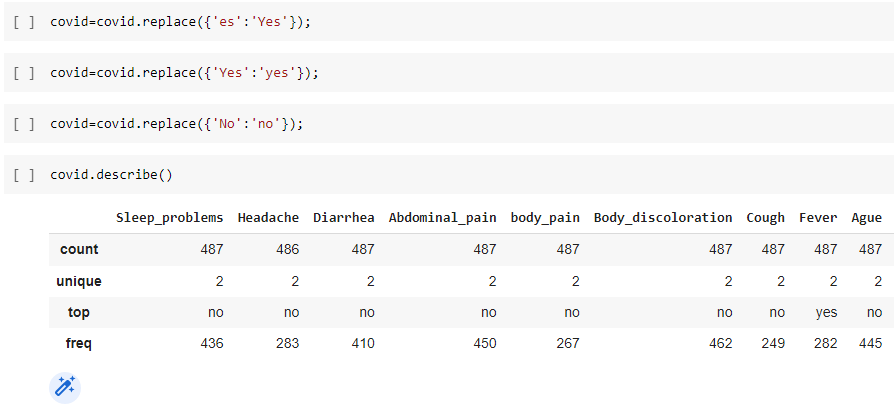 [ ] covid=covid.replace({'es':'Yes'});
[ ] covid=covid.replace({'Yes':'yes'});
[ ] covid=covid.replace({'No':'no'});
[ ] covid.describe()
Sleep_problems Headache Diarrhea Abdominal_pain body_pain Body_discoloration Cough Fever Ague
count 487 486 487 487 487 487 487 487 487
unique 2 2 2 2 2 2 2 2 2
top no no no no no no no yes no
freq 436 283 410 450 267 462 249 282 445